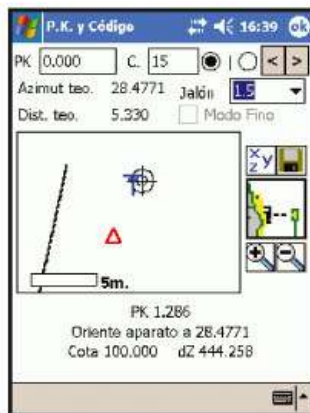 P.K. y Código 16:39 ok
PK 0.000 C. 15 I < >
Azimut teo. 28.4771 Jalón 1.5
Dist. teo. 5.330 Modo Fino
x y z
5m.
PK 1.286
Oriente aparato a 28.4771
Cota 100.000 dZ 444.258